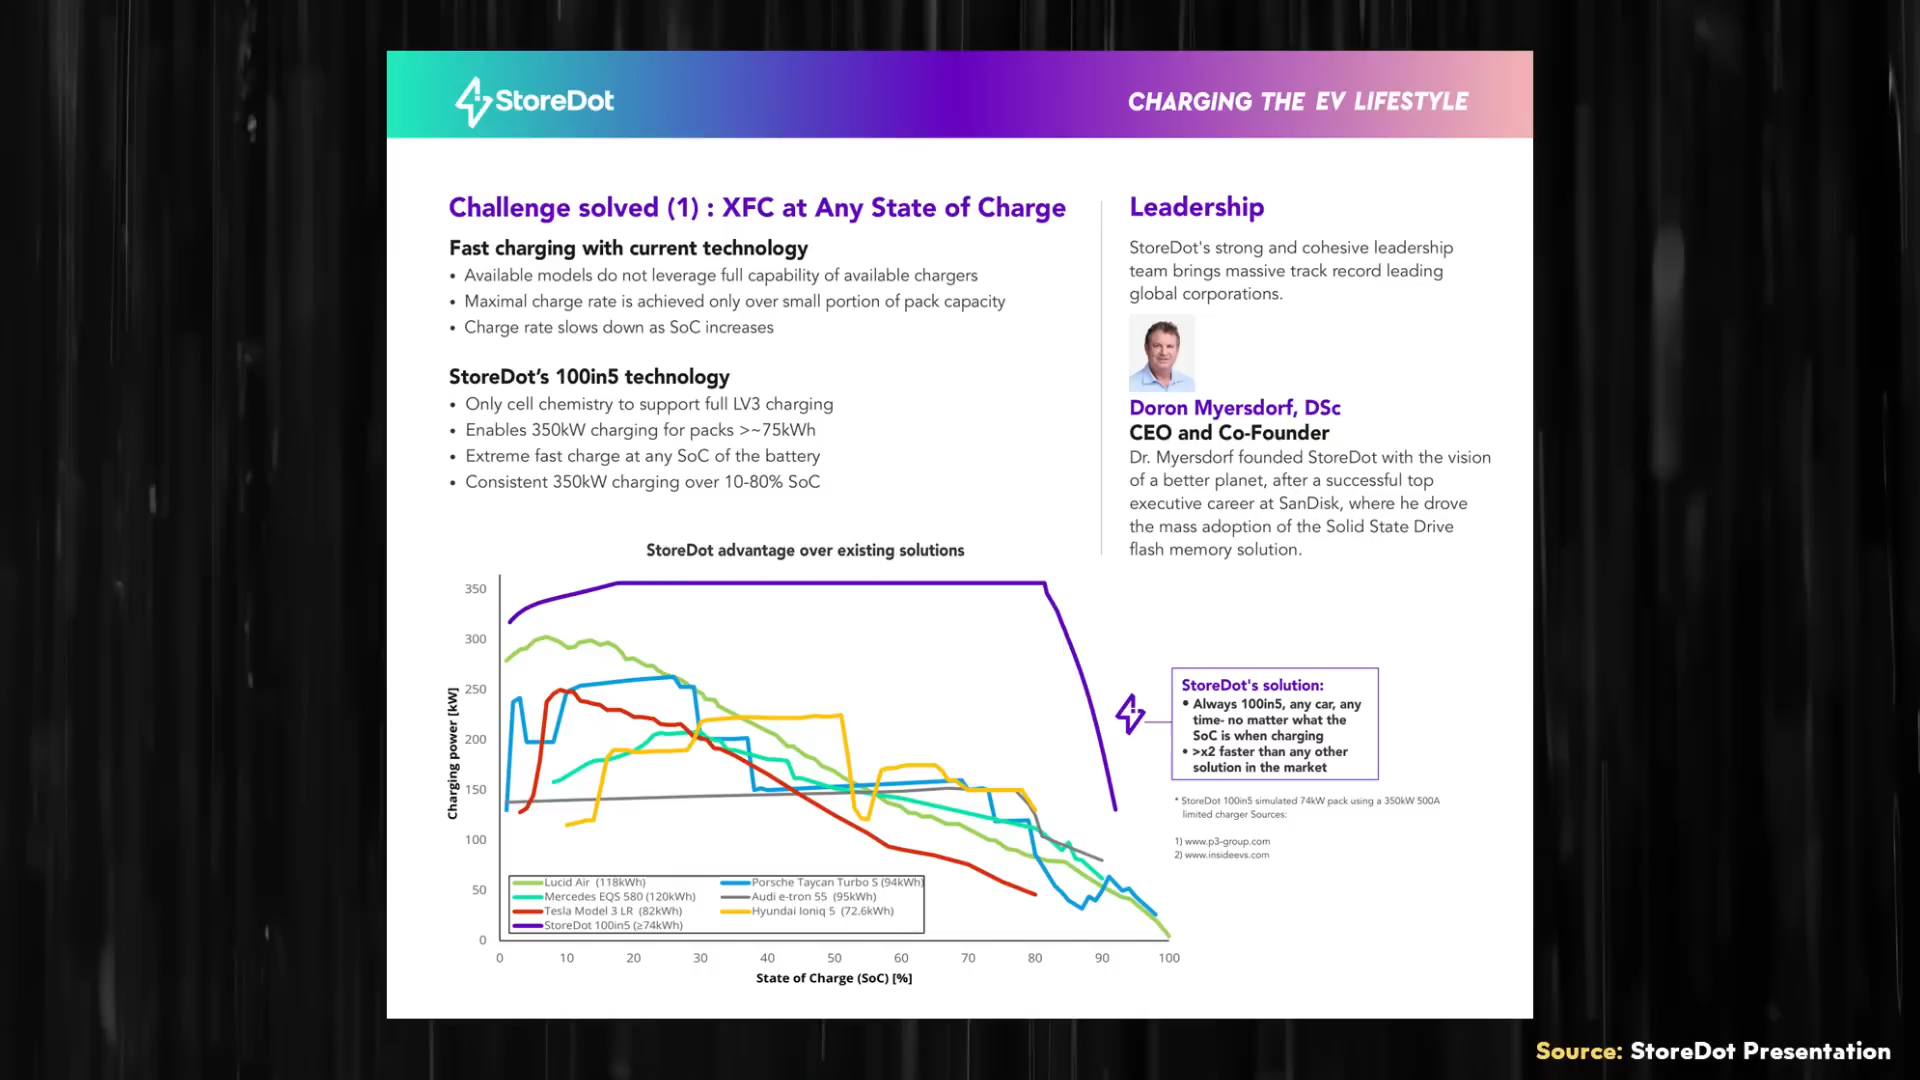 StoreDot
CHARGING THE EV LIFESTYLE
Challenge solved (1) : XFC at Any State of Charge
Fast charging with current technology
• Available models do not leverage full capability of available chargers
• Maximal charge rate is achieved only over small portion of pack capacity
• Charge rate slows down as SoC increases
StoreDot’s 100in5 technology
• Only cell chemistry to support full LV3 charging
• Enables 350kW charging for packs >~75kWh
• Extreme fast charge at any SoC of the battery
• Consistent 350kW charging over 10-80% SoC
Leadership
StoreDot's strong and cohesive leadership
team brings massive track record leading
global corporations.
Doron Myersdorf, DSc
CEO and Co-Founder
Dr. Myersdorf founded StoreDot with the vision
of a better planet, after a successful top
executive career at SanDisk, where he drove
the mass adoption of the Solid State Drive
flash memory solution.
StoreDot advantage over existing solutions
Charging power [kW]
350
300
250
200
150
100
50
0
Lucid Air (118kWh)
Mercedes EQS 580 (120kWh)
Tesla Model 3 LR (82kWh)
StoreDot 100in5 (≥74kWh)
Porsche Taycan Turbo S (94kWh)
Audi e-tron 55 (95kWh)
Hyundai Ioniq 5 (72.6kWh)
0 10 20 30 40 50 60 70 80 90 100
State of Charge (SoC) [%]
StoreDot's solution:
• Always 100in5, any car, any
time- no matter what the
SoC is when charging
• >x2 faster than any other
solution in the market
* StoreDot 100in5 simulated 74kW pack using a 350kW 500A
limited charger Sources:
1) www.p3-group.com
2) www.insideevs.com
Source: StoreDot Presentation